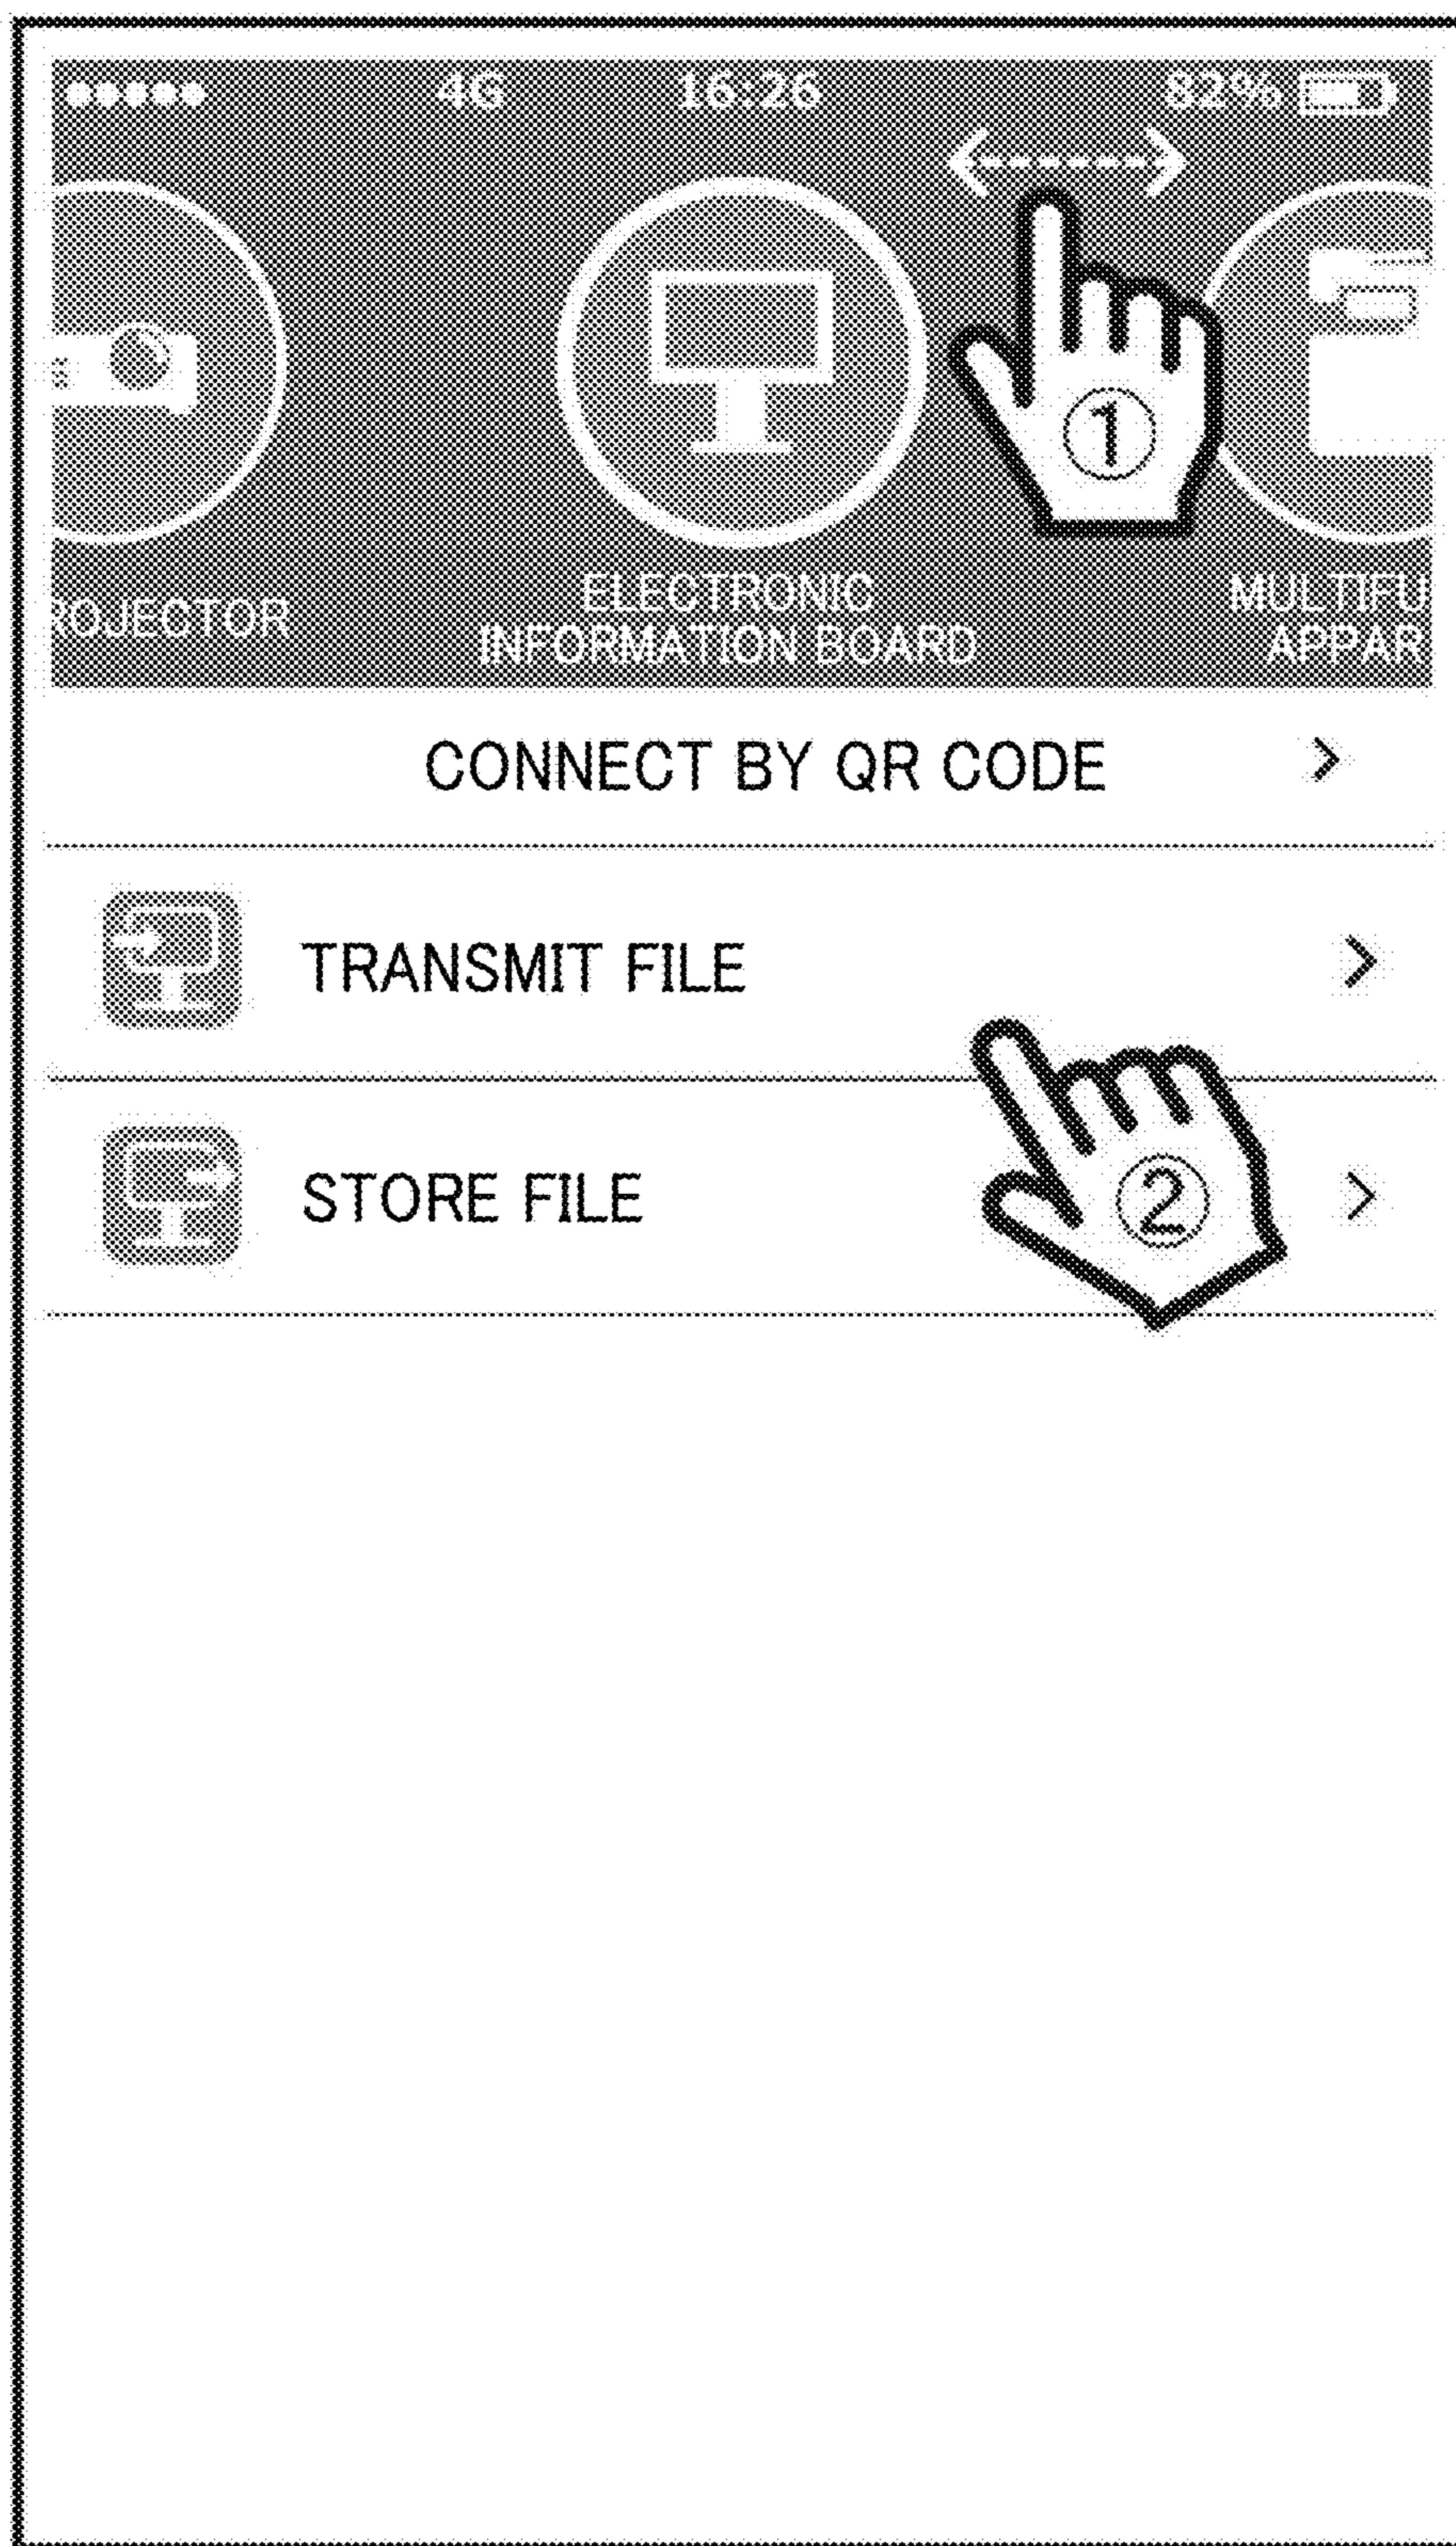 4G 16:26 82%
①
ROJECTOR
ELECTRONIC
INFORMATION BOARD
MULTIFU
APPAR
CONNECT BY QR CODE >
TRANSMIT FILE >
STORE FILE >
②